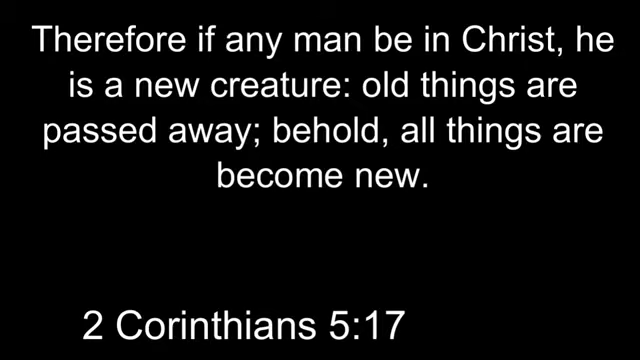 Therefore if any man be in Christ, he
is a new creature: old things are
passed away; behold, all things are
become new.
2 Corinthians 5:17